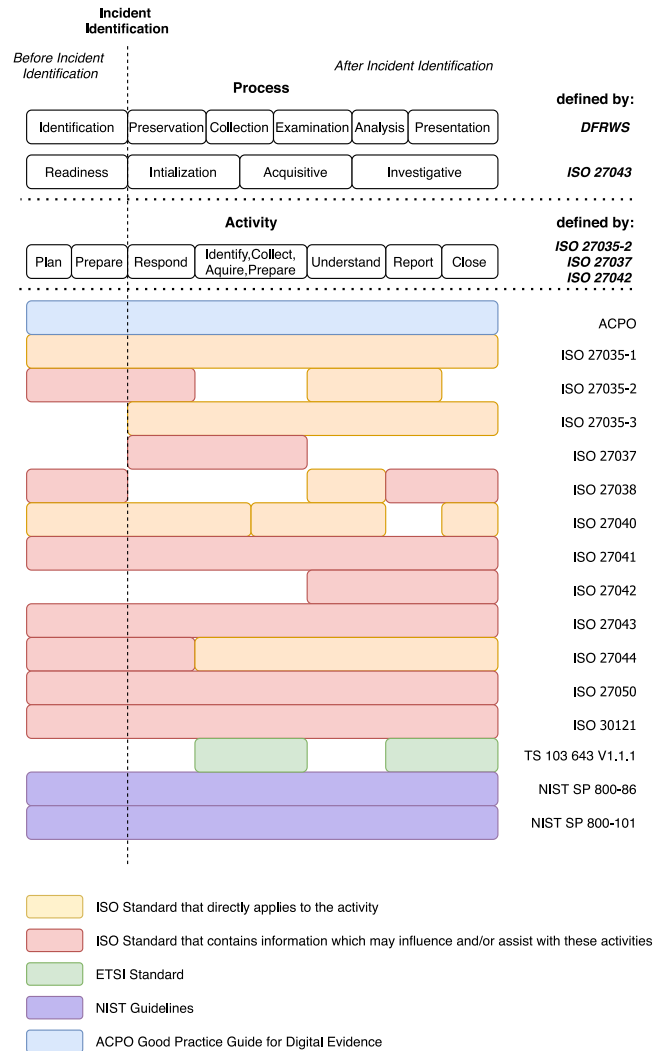 Incident
Identification
Before Incident
Identification
After Incident Identification
Process
defined by:
Identification Preservation Collection Examination Analysis Presentation DFRWS
Readiness Intialization Acquisitive Investigative ISO 27043
Activity defined by:
Plan Prepare Respond Identify,Collect, Aquire,Prepare Understand Report Close
ISO 27035-2
ISO 27037
ISO 27042
ACPO
ISO 27035-1
ISO 27035-2
ISO 27035-3
ISO 27037
ISO 27038
ISO 27040
ISO 27041
ISO 27042
ISO 27043
ISO 27044
ISO 27050
ISO 30121
TS 103 643 V1.1.1
NIST SP 800-86
NIST SP 800-101
ISO Standard that directly applies to the activity
ISO Standard that contains information which may influence and/or assist with these activities
ETSI Standard
NIST Guidelines
ACPO Good Practice Guide for Digital Evidence